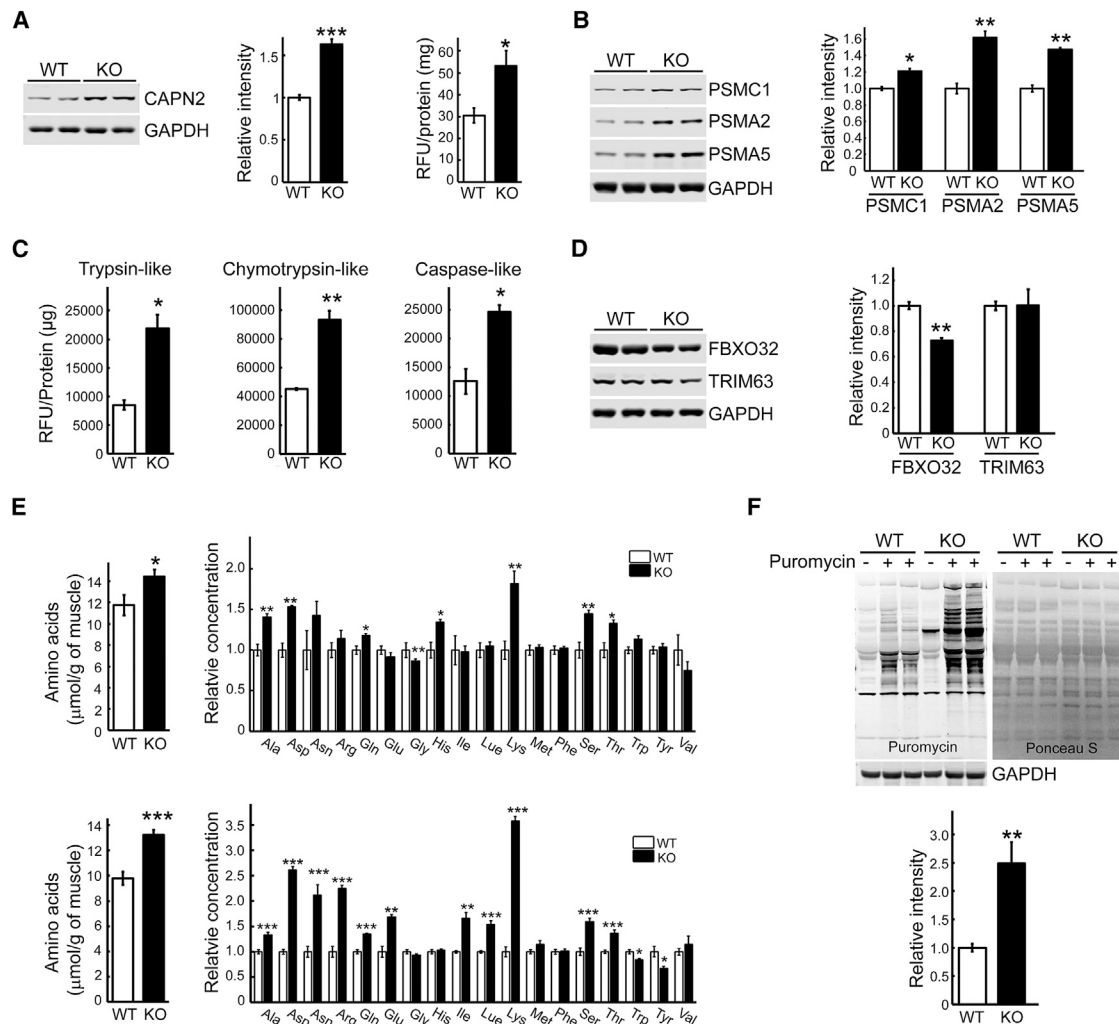 A
WT KO
CAPN2
GAPDH
Relative intensity
1.5
1
0.5
0
***
WT KO
RFU/protein (mg)
60
50
40
30
20
10
0
*
WT KO
B
WT KO
PSMC1
PSMA2
PSMA5
GAPDH
Relative intensity
1.6
1.4
1.2
1.0
0.8
0.6
0.4
0.2
0
* ** **
WT KO WT KO WT KO
PSMC1 PSMA2 PSMA5
C
Trypsin-like
RFU/Protein (µg)
25000
20000
15000
10000
5000
0
*
WT KO
Chymotrypsin-like
100000
80000
60000
40000
20000
0
**
WT KO
Caspase-like
25000
20000
15000
10000
5000
0
*
WT KO
D
WT KO
FBXO32
TRIM63
GAPDH
Relative intensity
1.2
1
0.8
0.6
0.4
0.2
0
**
WT KO WT KO
FBXO32 TRIM63
E
Amino acids
(µmol/g of muscle)
14
12
10
8
6
4
2
0
*
WT KO
Relatvie concentration
2.0
1.5
1.0
0.5
0
WT
KO
** ** * ** * ** ** *
Ala Asp Asn Arg Gln Glu Gly His Ile Lue Lys Met Phe Ser Thr Trp Tyr Val
Amino acids
(µmol/g of muscle)
14
12
10
8
6
4
2
0
***
WT KO
Relatvie concentration
3.5
2.5
2.0
1.5
1.0
0.5
0
WT
KO
*** *** *** *** *** ** ** *** *** *** *** * *
Ala Asp Asn Arg Gln Glu Gly His Ile Lue Lys Met Phe Ser Thr Trp Tyr Val
F
WT KO WT KO
Puromycin - + + - + + - + + - + +
Puromycin
Ponceau S
GAPDH
Relative intensity
3.0
2.5
2.0
1.5
1.0
0.5
0
**
WT KO